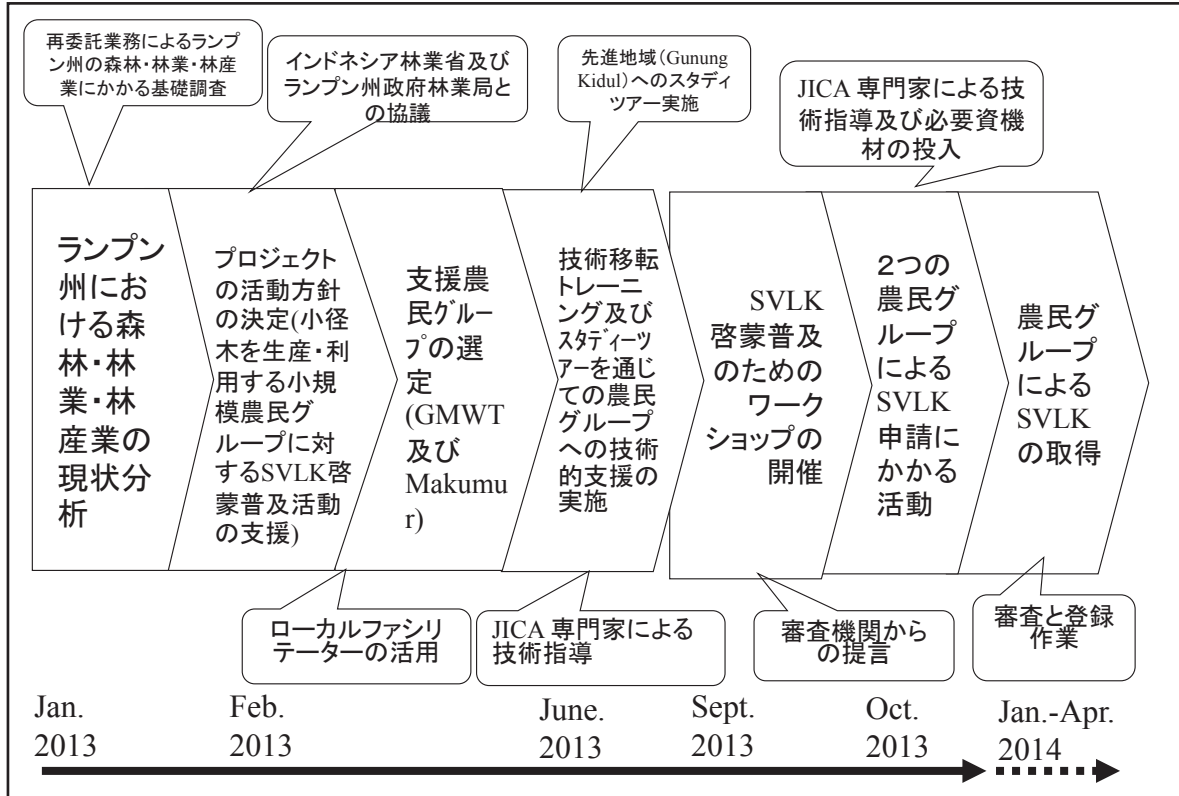 再委託業務によるランプ
ン州の森林・林業・林産
業にかかる基礎調査
インドネシア林業省及び
ランプン州政府林業局と
の協議
先進地域(Gunung
Kidul)へのスタディ
ツアー実施
JICA 専門家による技
術指導及び必要資機
材の投入
ランプン
州にお
ける森
林・林
業・林
産業の
現状分
析
プロジェクト
の活動方針
の決定(小径
木を生産・利
用する小規
模農民グ
ループに対
するSVLK啓
蒙普及活動
の支援)
支援農
民グルー
プの選
定
(GMWT
及び
Makumu
r)
技術移転
トレーニ
ング及び
スタディーツ
アーを通じ
ての農民
グループ
への技術
的支援の
実施
SVLK
啓蒙普及
のための
ワーク
ショップの
開催
2つの
農民グ
ループ
による
SVLK
申請に
かかる
活動
農民グ
ループ
による
SVLK
の取得
ローカルファシリ
テーターの活用
JICA 専門家による
技術指導
審査機関から
の提言
審査と登録
作業
Jan.
2013
Feb.
2013
June.
2013
Sept.
2013
Oct.
2013
Jan.-Apr.
2014